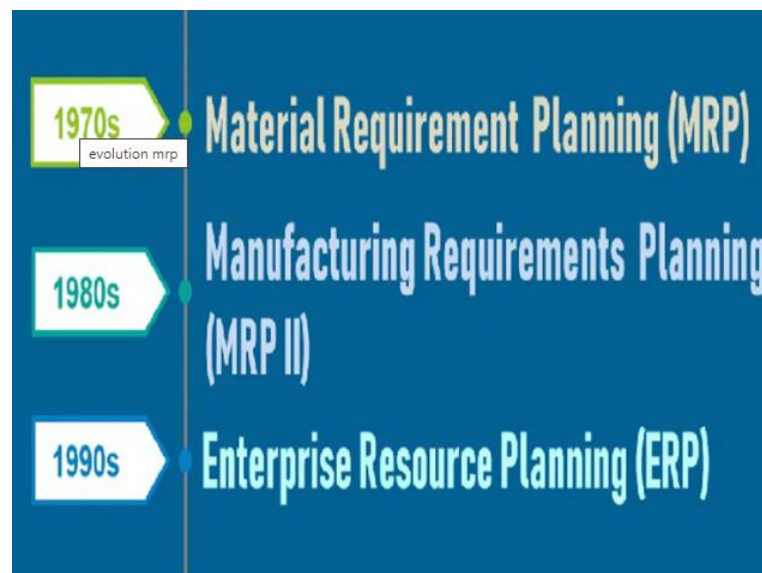 1970s
Material Requirement Planning (MRP)
evolution mrp
1980s
Manufacturing Requirements Planning
(MRP II)
1990s
Enterprise Resource Planning (ERP)